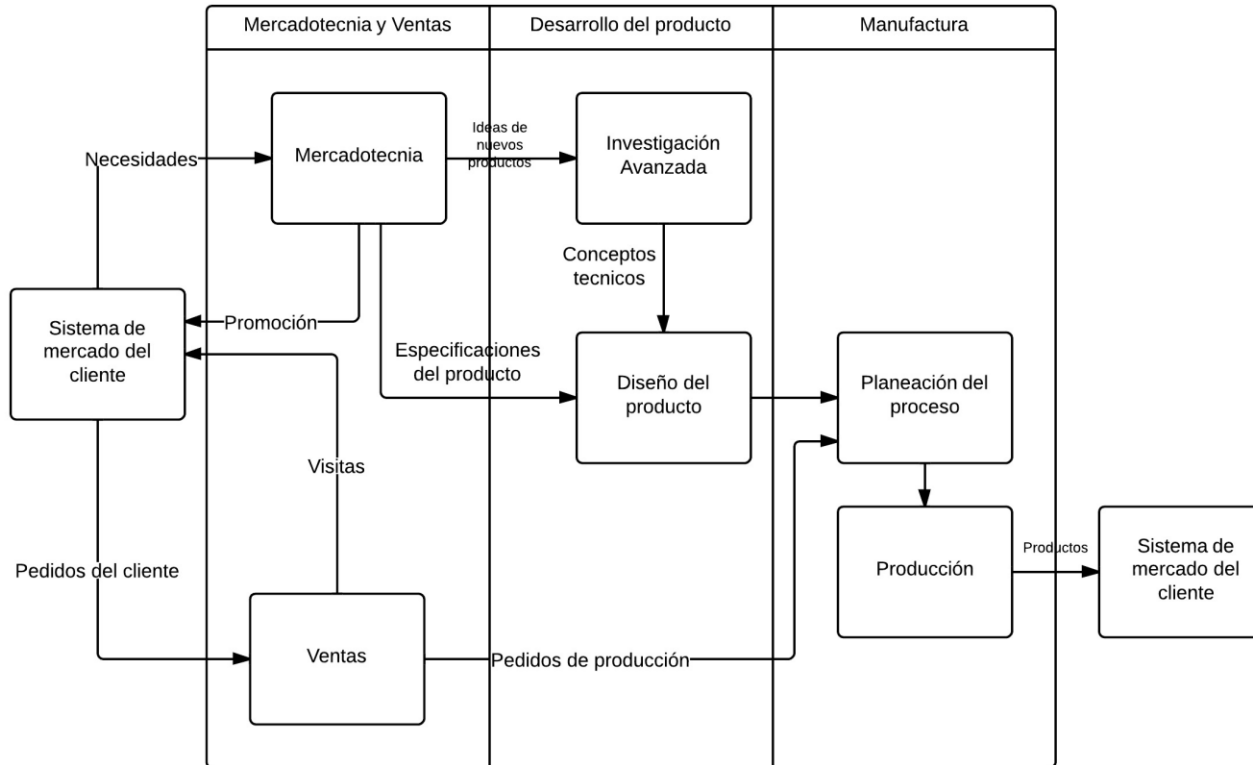 Mercadotecnia y Ventas
Desarrollo del producto
Manufactura
Necesidades
Mercadotecnia
Ideas de
nuevos
productos
Investigación
Avanzada
Conceptos
tecnicos
Sistema de
mercado del
cliente
Promoción
Especificaciones
del producto
Diseño del
producto
Planeación del
proceso
Visitas
Pedidos del cliente
Producción
Productos
Sistema de
mercado del
cliente
Ventas
Pedidos de producción